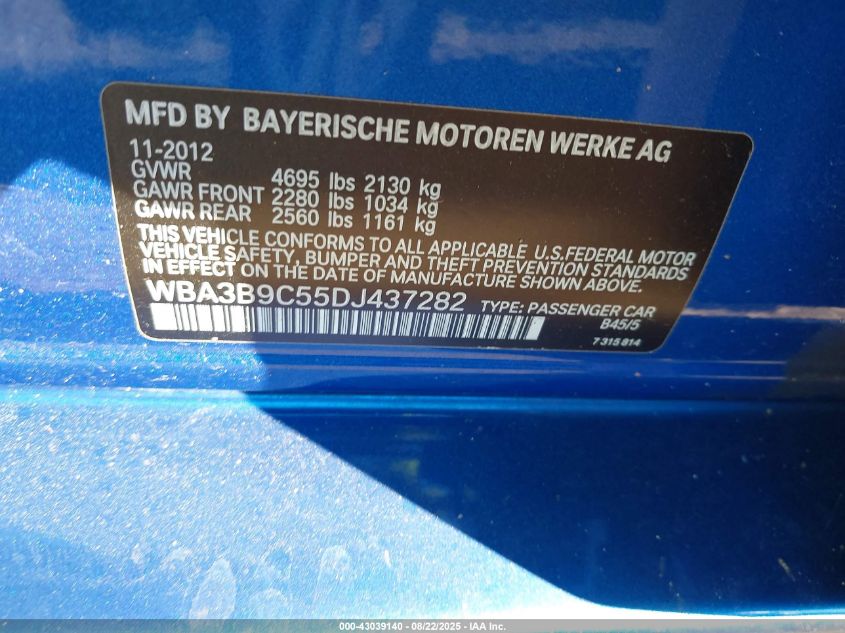 MFD BY BAYERISCHE MOTOREN WERKE AG
11-2012
GVWR 4695 lbs 2130 kg
GAWR FRONT 2280 lbs 1034 kg
GAWR REAR 2560 lbs 1161 kg
THIS VEHICLE CONFORMS TO ALL APPLICABLE U.S.FEDERAL MOTOR
VEHICLE SAFETY, BUMPER AND THEFT PREVENTION STANDARDS
IN EFFECT ON THE DATE OF MANUFACTURE SHOWN ABOVE.
WBA3B9C55DJ437282 TYPE: PASSENGER CAR
B45/5
7 315 814
000-43039140 - 08/22/2025 - IAA Inc.